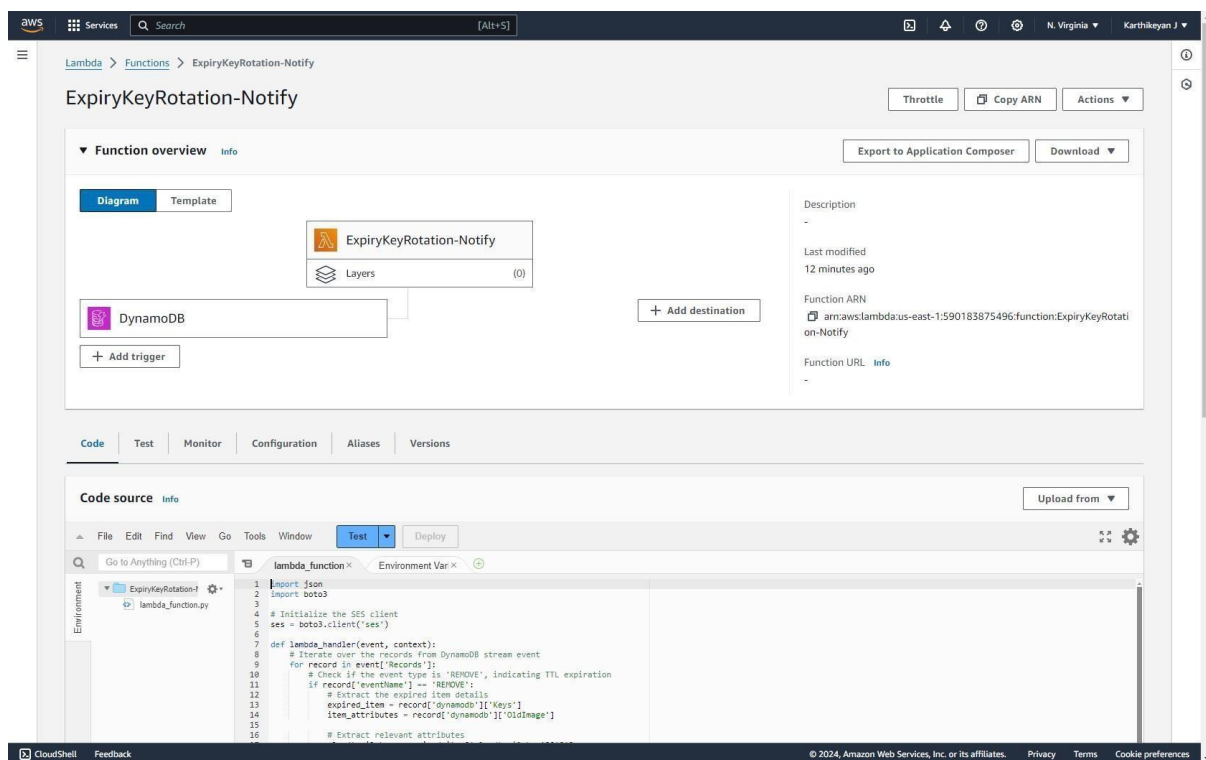 aws Services Search [Alt+S] N. Virginia Karthikeyan J
Lambda > Functions > ExpiryKeyRotation-Notify
ExpiryKeyRotation-Notify
Throttle Copy ARN Actions
Function overview Info
Export to Application Composer Download
Diagram Template
ExpiryKeyRotation-Notify
Layers (0)
DynamoDB
+ Add trigger
+ Add destination
Description
-
Last modified
12 minutes ago
Function ARN
arn:aws:lambda:us-east-1:590183875496:function:ExpiryKeyRotati
on-Notify
Function URL Info
-
Code Test Monitor Configuration Aliases Versions
Code source Info
Upload from
File Edit Find View Go Tools Window Test Deploy
Go to Anything (Ctrl-P)
lambda_function × Environment Var ×
Environment
ExpiryKeyRotation-
lambda_function.py
1 import json
2 import boto3
3
4 # Initialize the SES client
5 ses = boto3.client('ses')
6
7 def lambda_handler(event, context):
8 # Iterate over the records from DynamoDB stream event
9 for record in event['Records']:
10 # Check if the event type is 'REMOVE', indicating TTL expiration
11 if record['eventName'] == 'REMOVE':
12 # Extract the expired item details
13 expired_item = record['dynamodb']['Keys']
14 item_attributes = record['dynamodb']['OldImage']
15
16 # Extract relevant attributes
CloudShell Feedback © 2024, Amazon Web Services, Inc. or its affiliates. Privacy Terms Cookie preferences